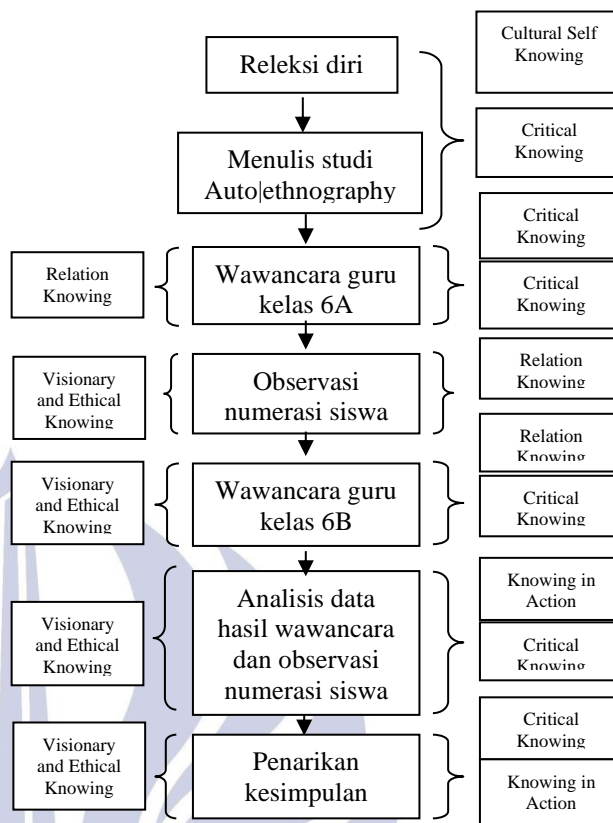 Releksi diri
Cultural Self
Knowing
Critical
Knowing
Menulis studi
Auto|ethnography
Relation
Knowing
Wawancara guru
kelas 6A
Critical
Knowing
Critical
Knowing
Visionary
and Ethical
Knowing
Observasi
numerasi siswa
Relation
Knowing
Visionary
and Ethical
Knowing
Wawancara guru
kelas 6B
Relation
Knowing
Critical
Knowing
Visionary
and Ethical
Knowing
Analisis data
hasil wawancara
dan observasi
numerasi siswa
Knowing in
Action
Critical
Knowing
Visionary
and Ethical
Knowing
Penarikan
kesimpulan
Critical
Knowing
Knowing in
Action